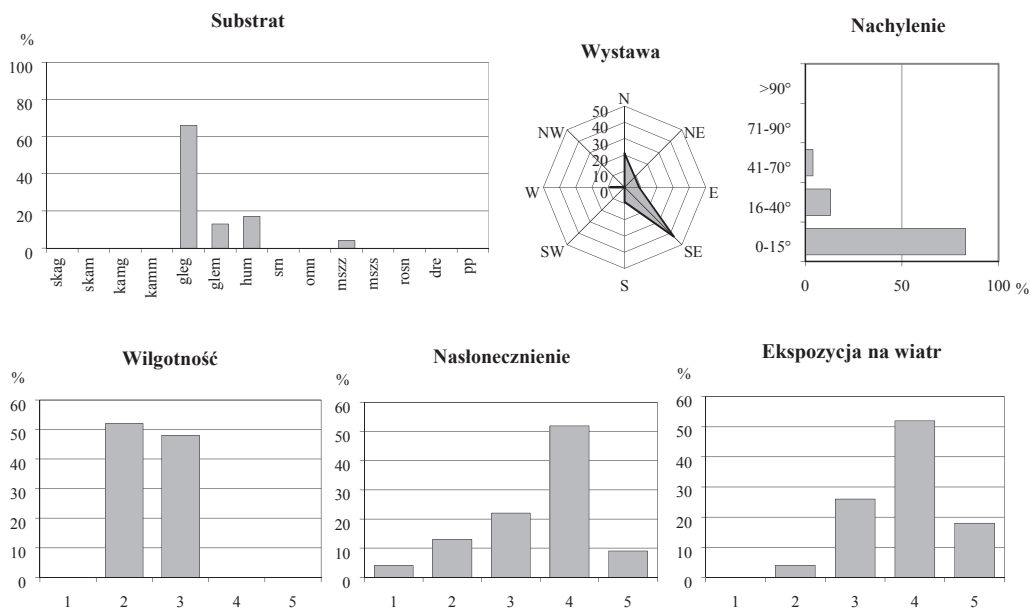 Substrat
%
100
80
60
40
20
0
skag
skam
kamg
kamm
gleg
glem
hum
srn
omn
mszz
mszs
rosn
dre
pp
Wystawa
N
NE
E
SE
S
SW
W
NW
50
40
30
20
10
0
Nachylenie
>90°
71-90°
41-70°
16-40°
0-15°
0 50 100 %
Wilgotność
%
60
50
40
30
20
10
0
1 2 3 4 5
Nasłonecznienie
%
60
50
40
30
20
10
0
1 2 3 4 5
Ekspozycja na wiatr
%
60
50
40
30
20
10
0
1 2 3 4 5